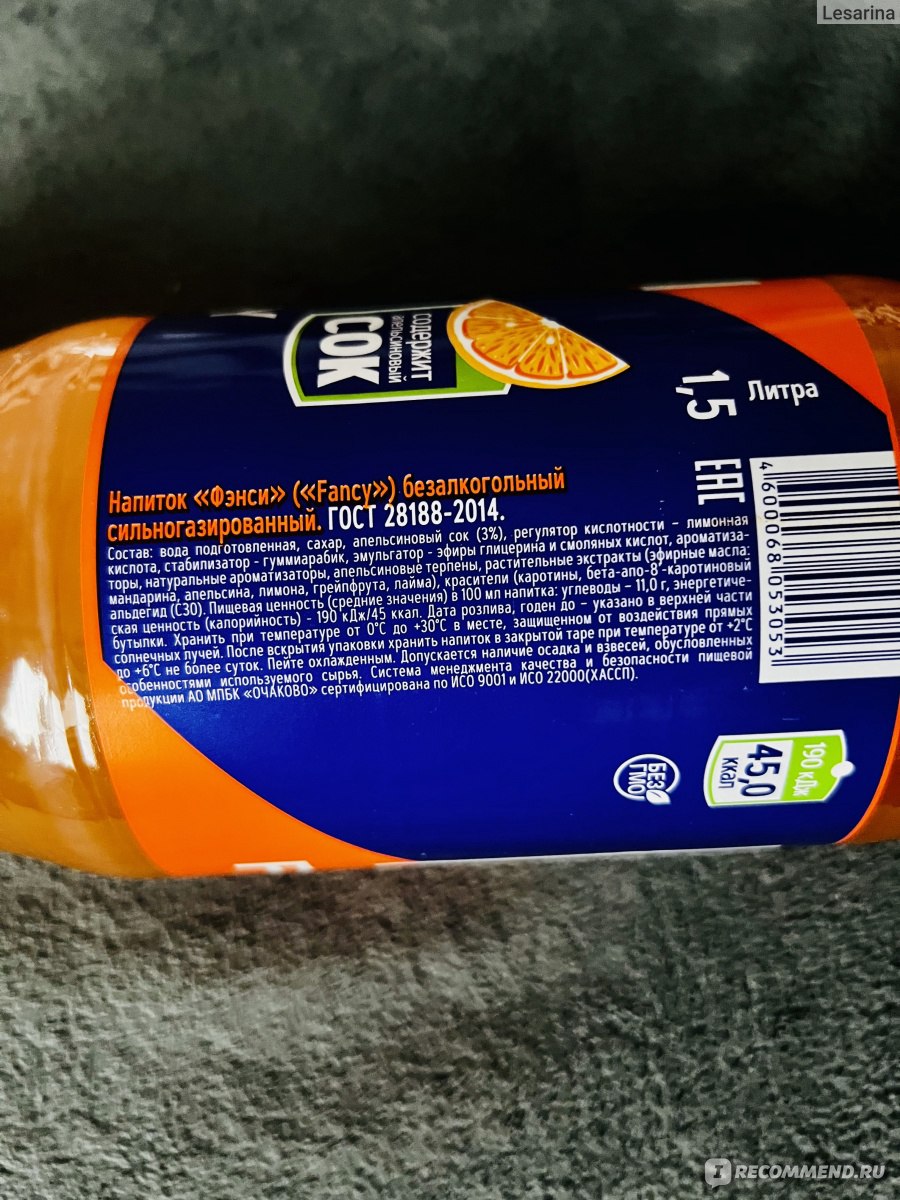 Lesarina
содержит
апельсиновый
СОК
1,5 Литра
EAC
Напиток «Фэнси» («Fancy») безалкогольный
сильногазированный. ГОСТ 28188-2014.
Состав: вода подготовленная, сахар, апельсиновый сок (3%), регулятор кислотности – лимонная
кислота, стабилизатор - гуммиарабик, эмульгатор - эфиры глицерина и смоляных кислот, ароматиза-
торы, натуральные ароматизаторы, апельсиновые терпены, растительные экстракты (эфирные масла:
мандарина, апельсина, лимона, грейпфрута, лайма), красители (каротины, бета-апо-8'-каротиновый
альдегид (С30). Пищевая ценность (средние значения) в 100 мл напитка: углеводы – 11,0 г, энергетиче-
ская ценность (калорийность) - 190 кДж/45 ккал. Дата розлива, годен до – указано в верхней части
бутылки. Хранить при температуре от 0°С до +30°С в месте, защищенном от воздействия прямых
солнечных лучей. После вскрытия упаковки хранить напиток в закрытой таре при температуре от +2°С
до +6°С не более суток. Пейте охлажденным. Допускается наличие осадка и взвесей, обусловленных
особенностями используемого сырья. Система менеджмента качества и безопасности пищевой
продукции АО МПБК «ОЧАКОВО» сертифицирована по ИСО 9001 и ИСО 22000(ХАССП).
4 600068 053053
БЕЗ
ГМО
190 кДж
45,0
ккал
IRECOMMEND.RU